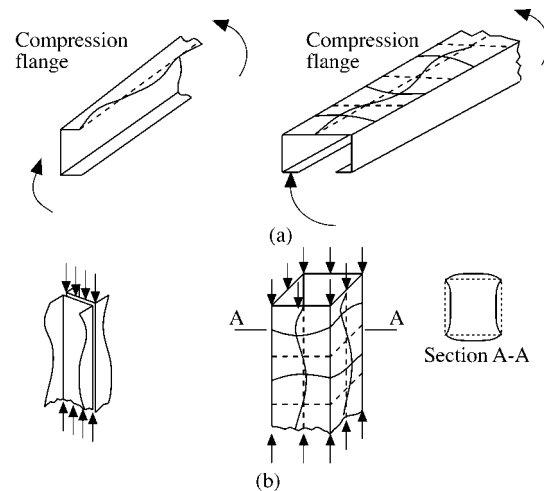 Compression
flange
Compression
flange
(a)
A
A
Section A-A
(b)